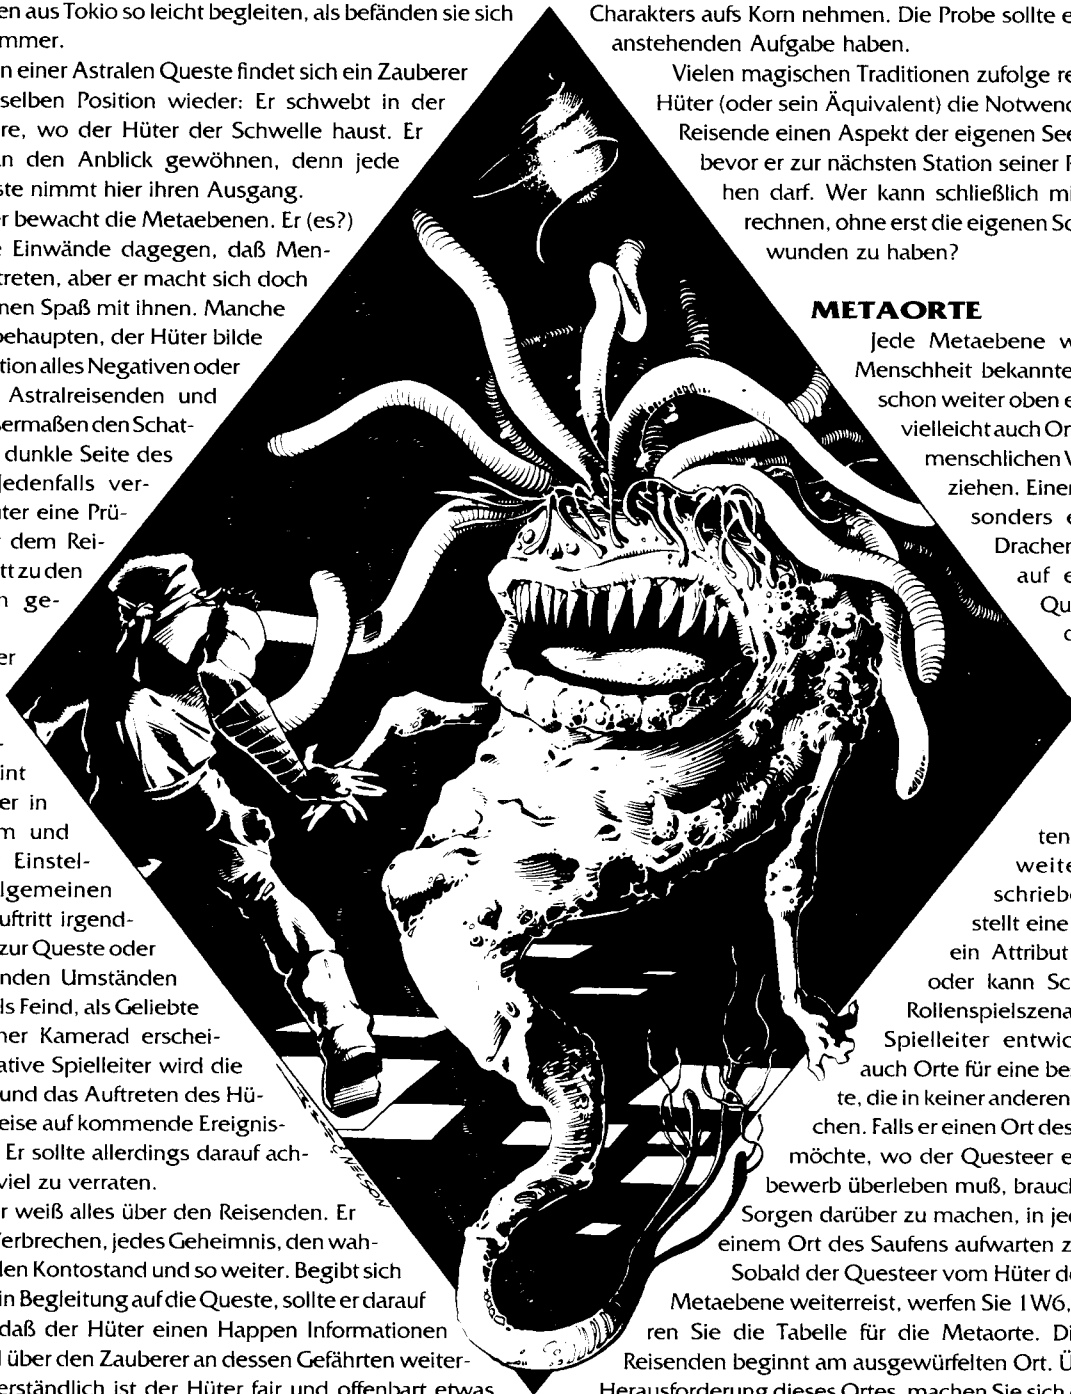 en aus Tokio so leicht begleiten, als befänden sie sich
mmer.
n einer Astralen Queste findet sich ein Zauberer
selben Position wieder: Er schwebt in der
re, wo der Hüter der Schwelle haust. Er
an den Anblick gewöhnen, denn jede
ste nimmt hier ihren Ausgang.
er bewacht die Metaebenen. Er (es?)
e Einwände dagegen, daß Men-
treten, aber er macht sich doch
nen Spaß mit ihnen. Manche
behaupten, der Hüter bilde
tion alles Negativen oder
Astralreisenden und
sermaßen den Schat-
dunkle Seite des
Jedenfalls ver-
üter eine Prü-
r dem Rei-
tt zu den
n ge-
er
-
int
er in
m und
Einstel-
lgemeinen
uftritt irgend-
zur Queste oder
nden Umständen
ls Feind, als Geliebte
her Kamerad erschei-
ative Spielleiter wird die
und das Auftreten des Hü-
eise auf kommende Ereignis-
Er sollte allerdings darauf ach-
viel zu verraten.
r weiß alles über den Reisenden. Er
Verbrechen, jedes Geheimnis, den wah-
den Kontostand und so weiter. Begibt sich
in Begleitung auf die Queste, sollte er darauf
daß der Hüter einen Happen Informationen
l über den Zauberer an dessen Gefährten weiter-
erständlich ist der Hüter fair und offenbart etwas
NELSON
Charakters aufs Korn nehmen. Die Probe sollte e
anstehenden Aufgabe haben.
Vielen magischen Traditionen zufolge re
Hüter (oder sein Äquivalent) die Notwend
Reisende einen Aspekt der eigenen See
bevor er zur nächsten Station seiner R
hen darf. Wer kann schließlich mi
rechnen, ohne erst die eigenen Sc
wunden zu haben?
METAORTE
Jede Metaebene w
Menschheit bekannte
schon weiter oben e
vielleicht auch Or
menschlichen V
ziehen. Einer
sonders e
Drachen
auf e
Qu
c
ten
weite
schrieb
stellt eine
ein Attribut
oder kann Sc
Rollenspielszena
Spielleiter entwic
auch Orte für eine bes
te, die in keiner anderen
chen. Falls er einen Ort des
möchte, wo der Questeer e
bewerb überleben muß, brauch
Sorgen darüber zu machen, in jed
einem Ort des Saufens aufwarten z
Sobald der Questeer vom Hüter de
Metaebene weiterreist, werfen Sie 1W6,
ren Sie die Tabelle für die Metaorte. Di
Reisenden beginnt am ausgewürfelten Ort. Ü
Herausforderung dieses Ortes, machen Sie sich